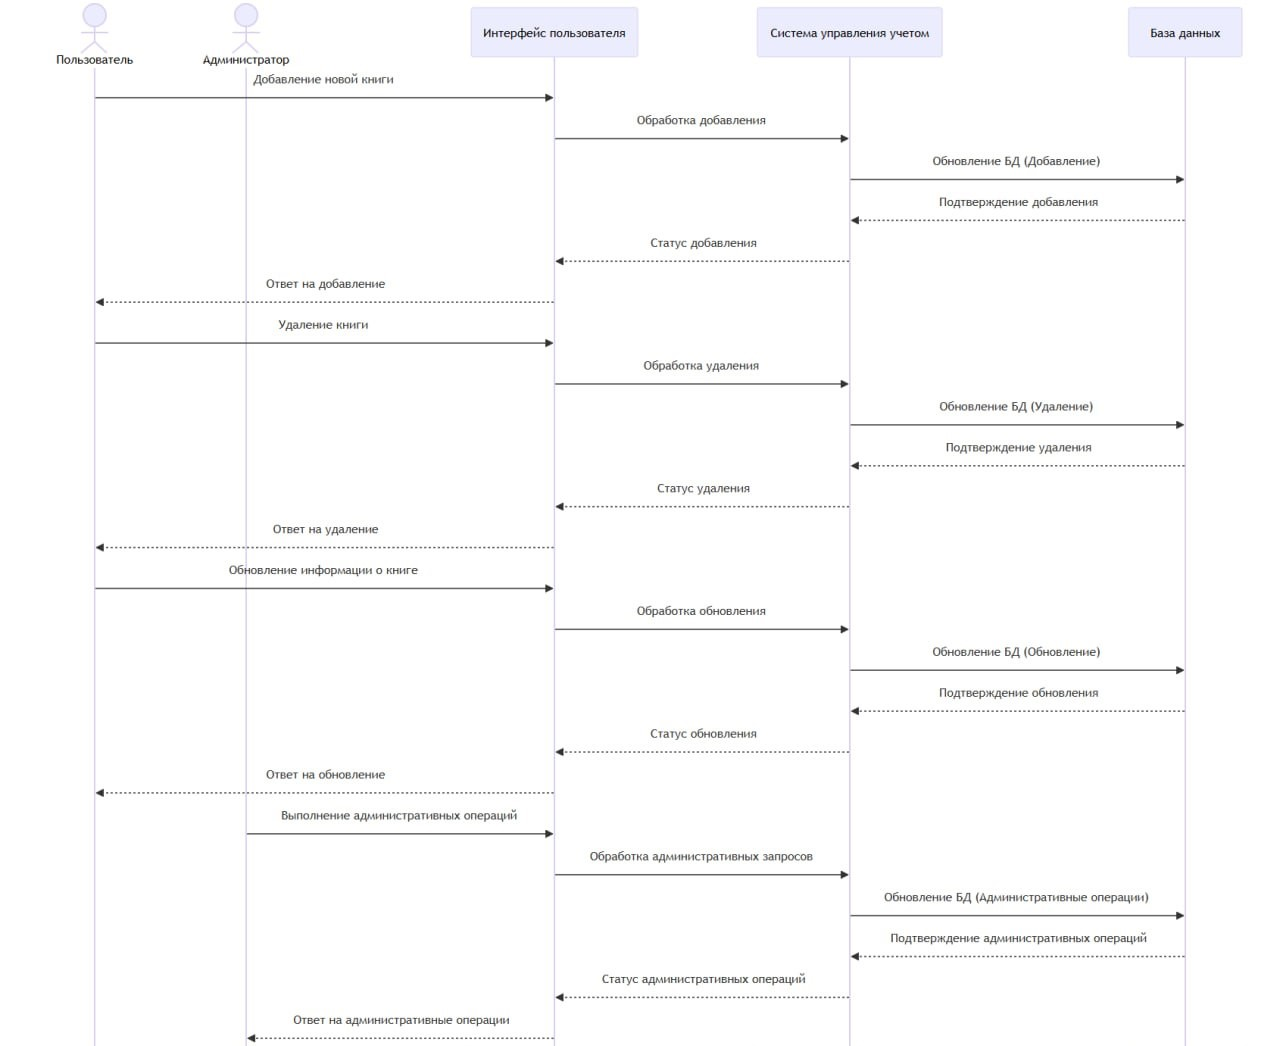 Пользователь
Администратор
Интерфейс пользователя
Система управления учетом
База данных
Добавление новой книги
Обработка добавления
Обновление БД (Добавление)
Подтверждение добавления
Статус добавления
Ответ на добавление
Удаление книги
Обработка удаления
Обновление БД (Удаление)
Подтверждение удаления
Статус удаления
Ответ на удаление
Обновление информации о книге
Обработка обновления
Обновление БД (Обновление)
Подтверждение обновления
Статус обновления
Ответ на обновление
Выполнение административных операций
Обработка административных запросов
Обновление БД (Административные операции)
Подтверждение административных операций
Статус административных операций
Ответ на административные операции